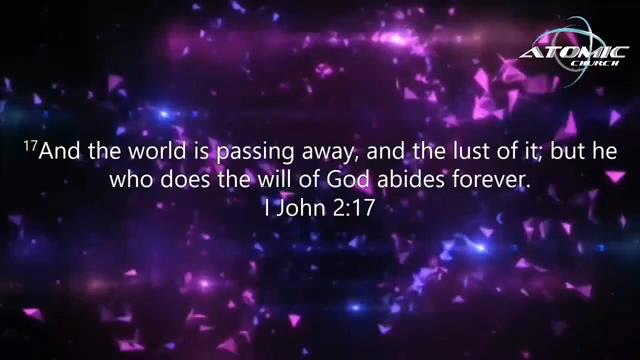 ATOMIC
CHURCH
¹⁷And the world is passing away, and the lust of it; but he
who does the will of God abides forever.
I John 2:17